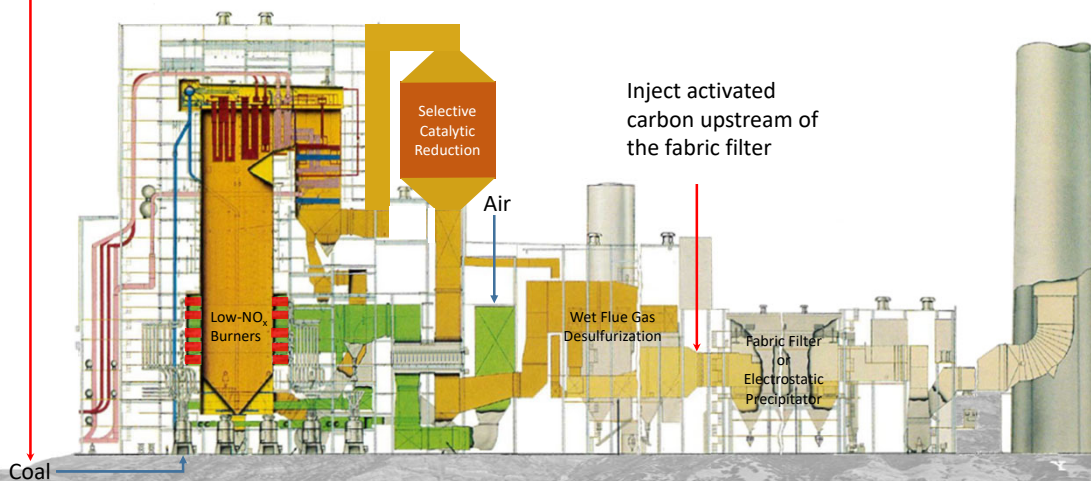 Selective
Catalytic
Reduction
Inject activated
carbon upstream of
the fabric filter
Air
Low-NOx
Burners
Wet Flue Gas
Desulfurization
Fabric Filter
or
Electrostatic
Precipitator
Coal